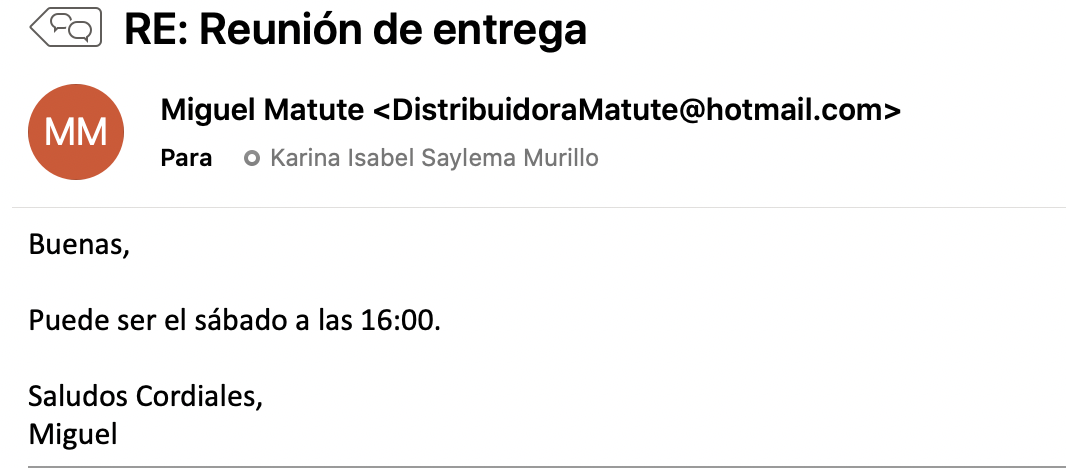 RE: Reunión de entrega
MM
Miguel Matute <DistribuidoraMatute@hotmail.com>
Para Karina Isabel Saylema Murillo
Buenas,
Puede ser el sábado a las 16:00.
Saludos Cordiales,
Miguel